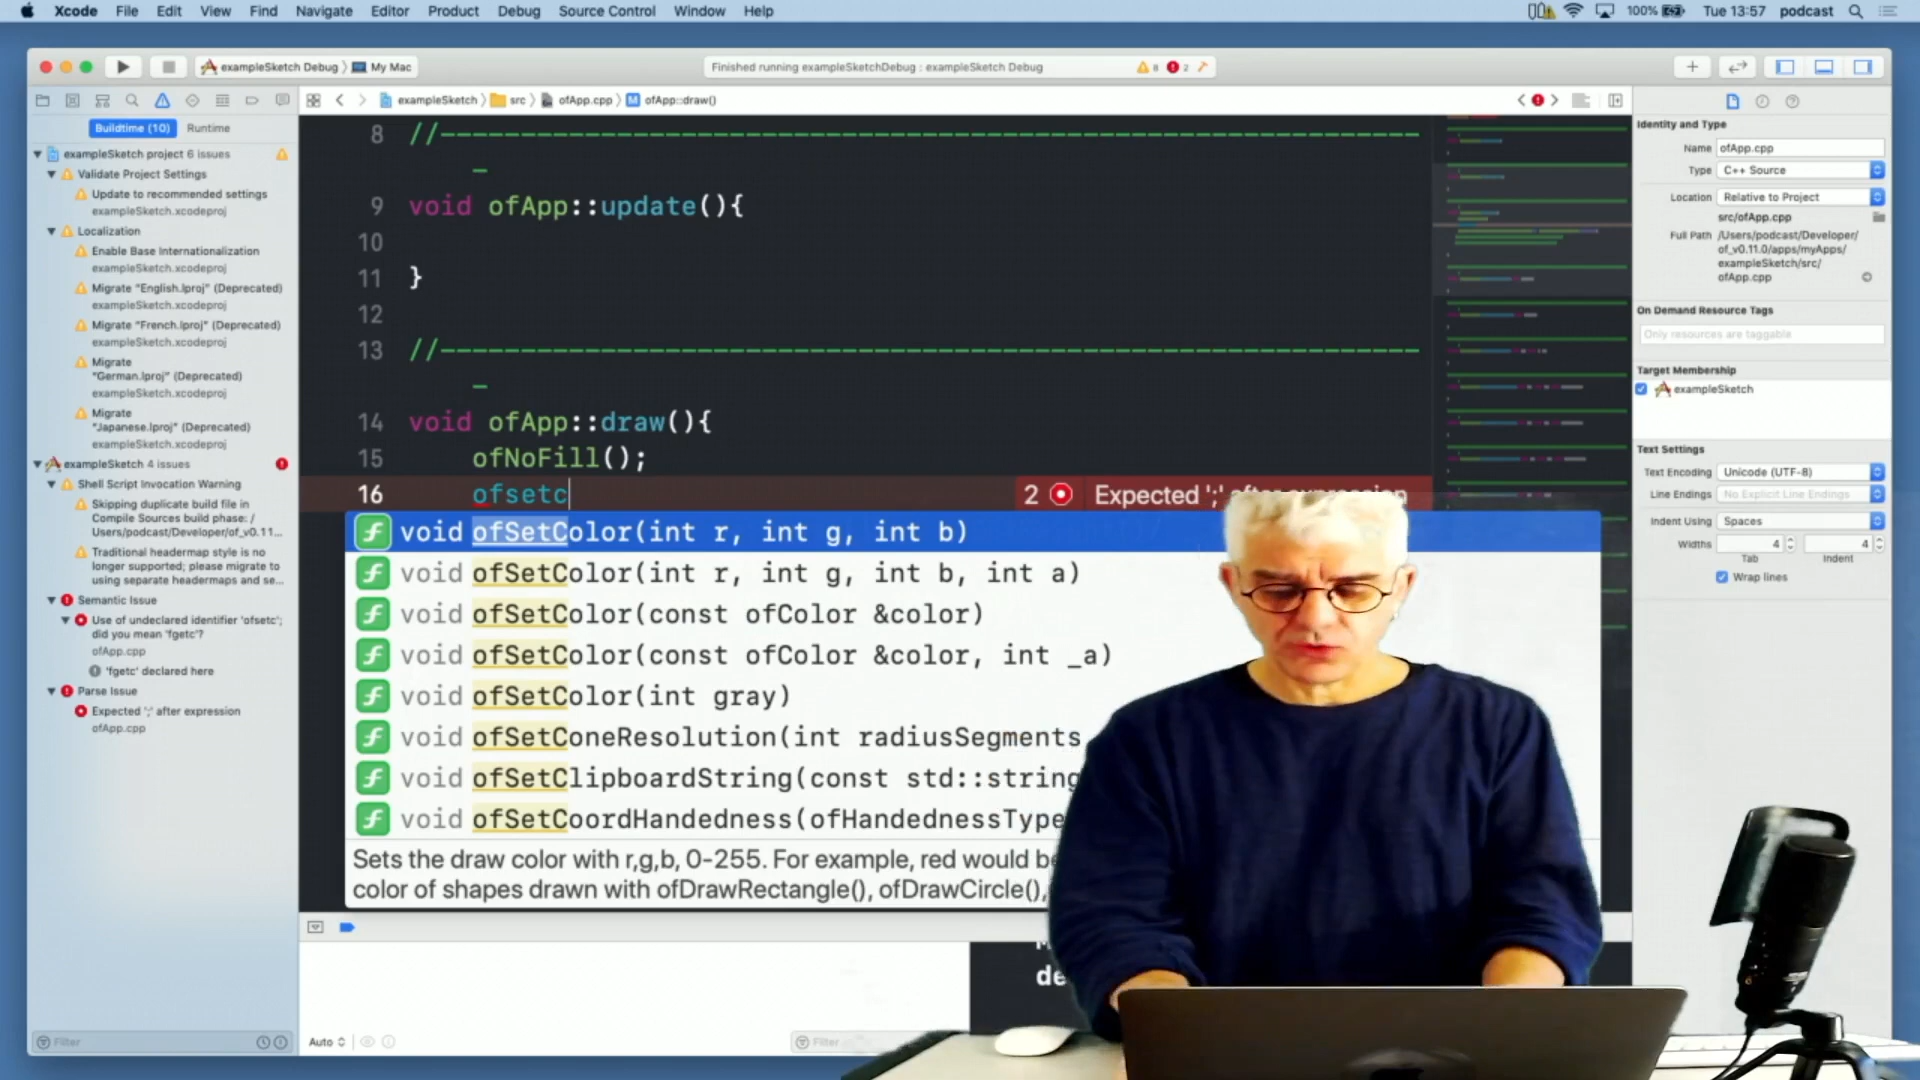 Xcode File Edit View Find Navigate Editor Product Debug Source Control Window Help
100% Tue 13:57 podcast
exampleSketch Debug My Mac
Finished running exampleSketchDebug : exampleSketch Debug 8 2
exampleSketch src ofApp.cpp M ofApp::draw()
Buildtime (10) Runtime
exampleSketch project 6 issues
Validate Project Settings
Update to recommended settings
exampleSketch.xcodeproj
Localization
Enable Base Internationalization
exampleSketch.xcodeproj
Migrate "English.lproj" (Deprecated)
exampleSketch.xcodeproj
Migrate "French.lproj" (Deprecated)
exampleSketch.xcodeproj
Migrate
"German.lproj" (Deprecated)
exampleSketch.xcodeproj
Migrate
"Japanese.lproj" (Deprecated)
exampleSketch.xcodeproj
exampleSketch 4 issues
Shell Script Invocation Warning
Skipping duplicate build file in
Compile Sources build phase: /
Users/podcast/Developer/of_v0.11...
Traditional headermap style is no
longer supported; please migrate to
using separate headermaps and se...
Semantic Issue
Use of undeclared identifier 'ofsetc';
did you mean 'fgetc'?
ofApp.cpp
'fgetc' declared here
Parse Issue
Expected ';' after expression
ofApp.cpp
Filter
8 //--------------------------------------------------------------
-
9 void ofApp::update(){
10
11 }
12
13 //--------------------------------------------------------------
-
14 void ofApp::draw(){
15 ofNoFill();
16 ofsetc
2 Expected ';' after expression
f void ofSetColor(int r, int g, int b)
f void ofSetColor(int r, int g, int b, int a)
f void ofSetColor(const ofColor &color)
f void ofSetColor(const ofColor &color, int _a)
f void ofSetColor(int gray)
f void ofSetConeResolution(int radiusSegments
f void ofSetClipboardString(const std::string
f void ofSetCoordHandedness(ofHandednessType
Sets the draw color with r,g,b, 0-255. For example, red would be
color of shapes drawn with ofDrawRectangle(), ofDrawCircle(),
de
Auto
Filter
Identity and Type
Name ofApp.cpp
Type C++ Source
Location Relative to Project
src/ofApp.cpp
Full Path /Users/podcast/Developer/
of_v0.11.0/apps/myApps/
exampleSketch/src/
ofApp.cpp
On Demand Resource Tags
Only resources are taggable
Target Membership
exampleSketch
Text Settings
Text Encoding Unicode (UTF-8)
Line Endings No Explicit Line Endings
Indent Using Spaces
Widths 4 4
Tab Indent
Wrap lines